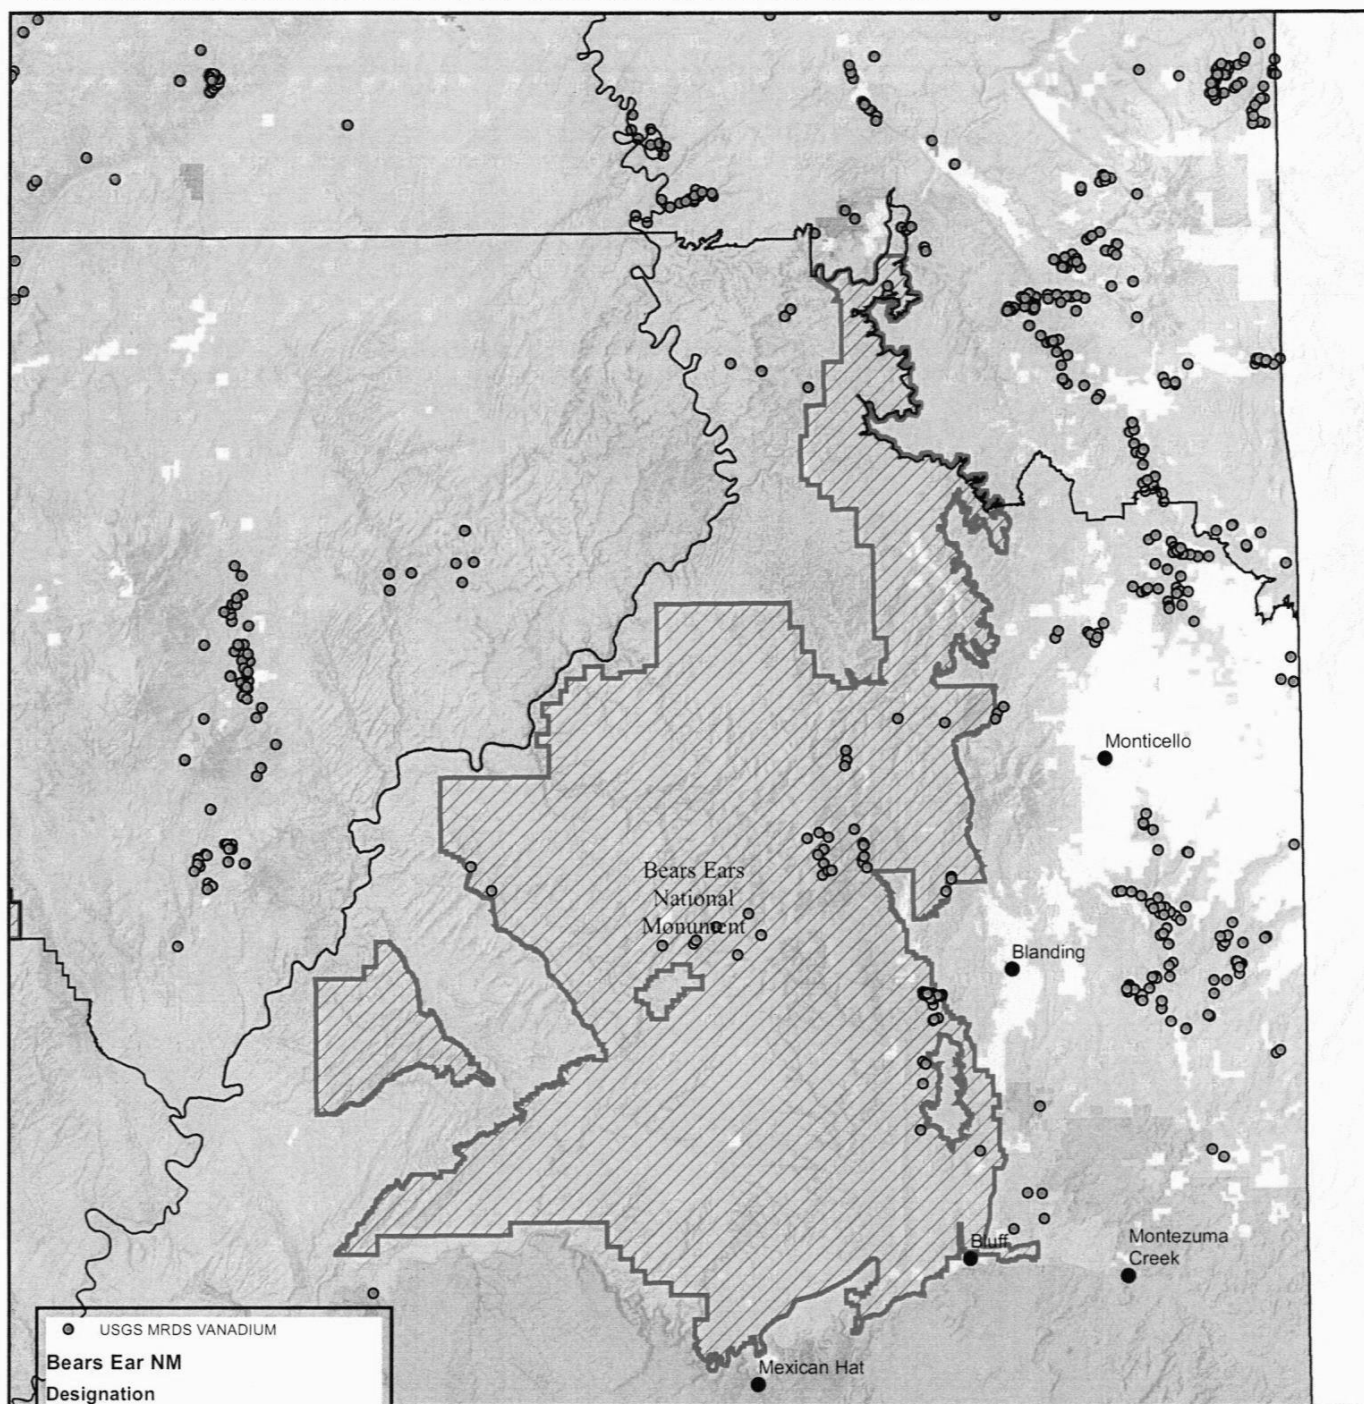 Monticello
Bears Ears
National
Monument
Blanding
Bluff
Montezuma
Creek
Mexican Hat
USGS MRDS VANADIUM
Bears Ear NM
Designation